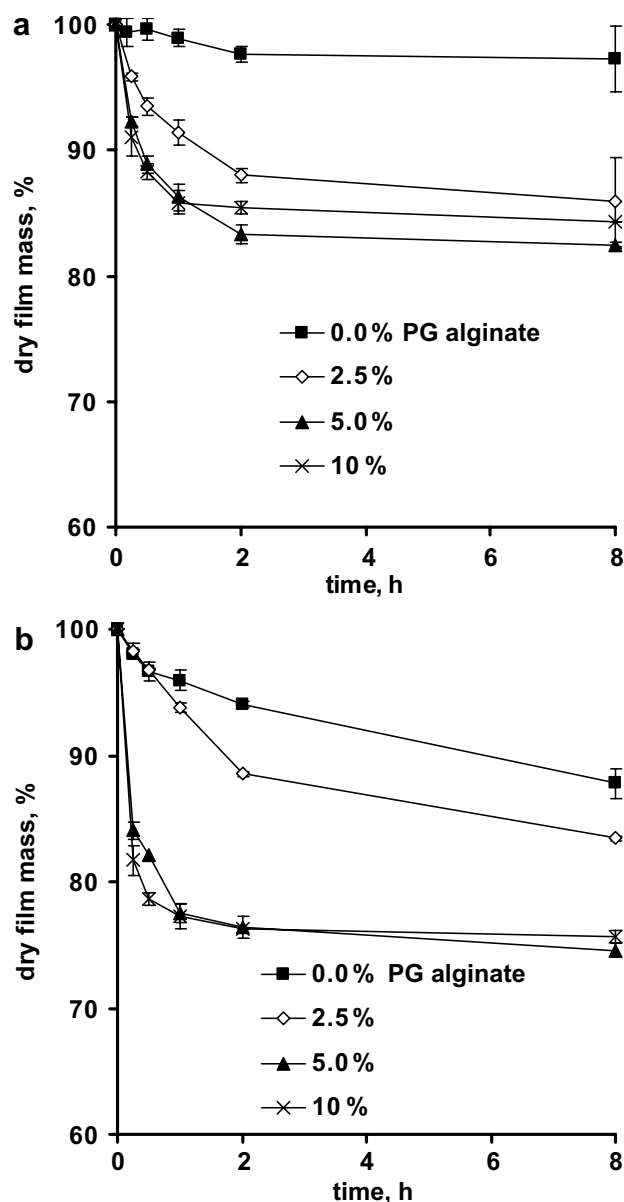 a
100
90
80
70
60
dry film mass, %
0.0% PG alginate
2.5%
5.0%
10%
0 2 4 6 8
time, h
b
100
90
80
70
60
dry film mass, %
0.0% PG alginate
2.5%
5.0%
10%
0 2 4 6 8
time, h